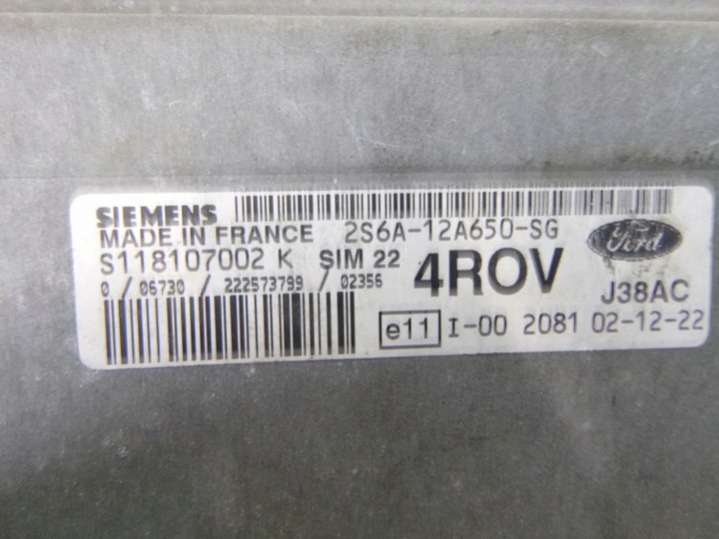 SIEMENS
MADE IN FRANCE 2S6A-12A650-SG Ford
S118107002 K SIM 22 4ROV J38AC
0 / 06730 / 222573799 / 02356
e11 I-00 2081 02-12-22